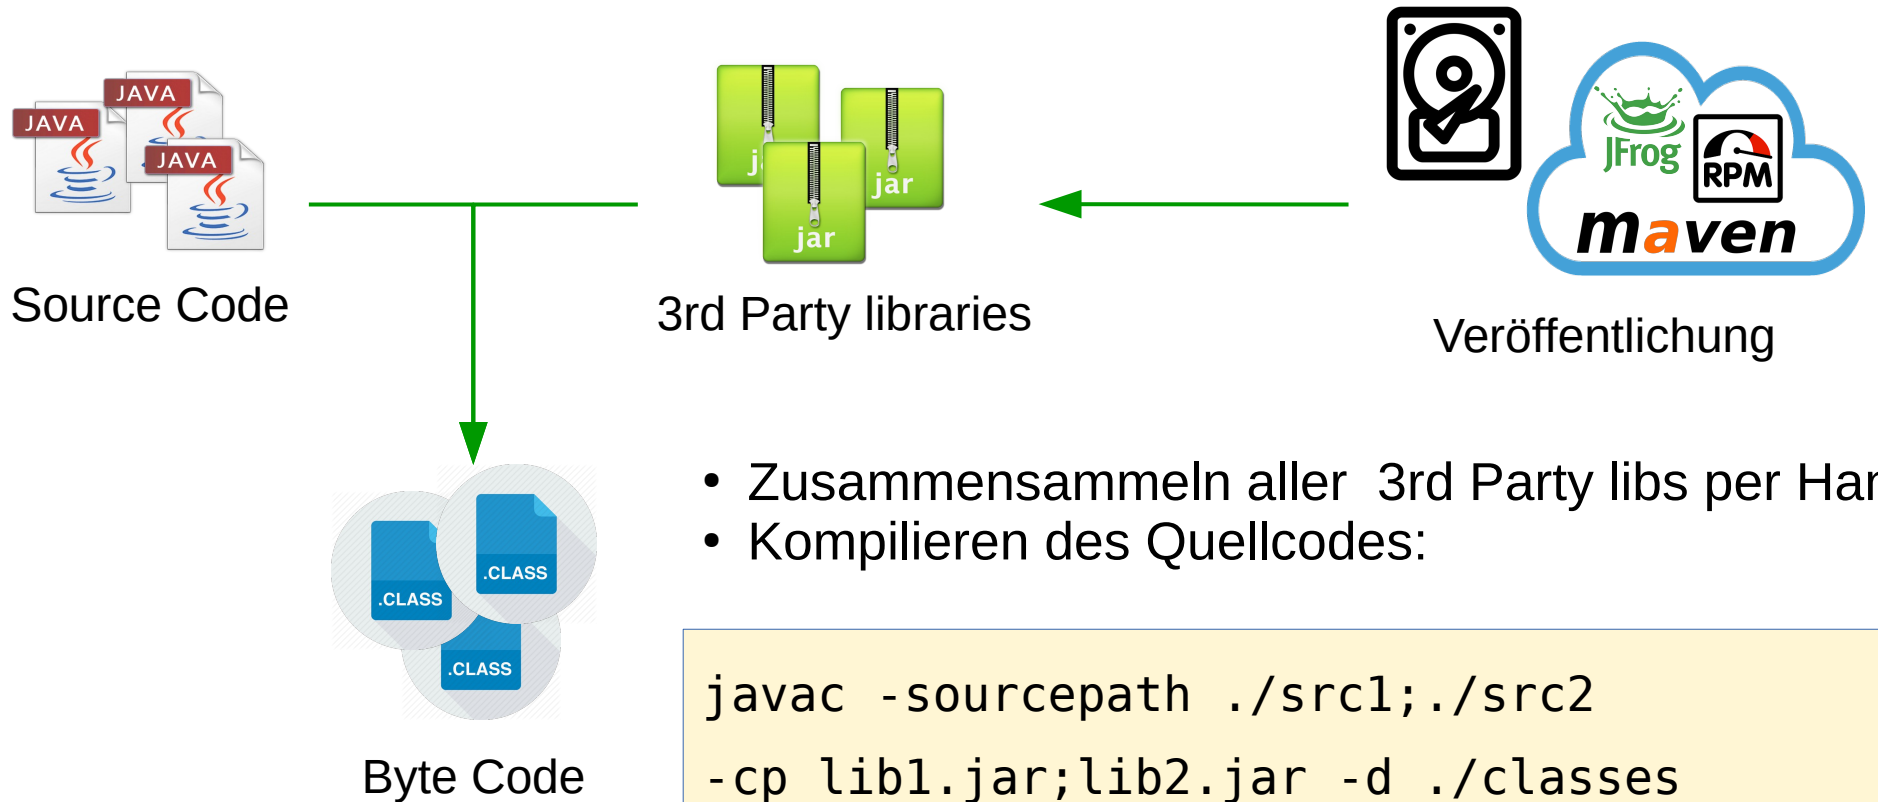 JAVA
JAVA
JAVA
jar
jar
JFrog
RPM
maven
Source Code
3rd Party libraries
Veröffentlichung
.CLASS
.CLASS
.CLASS
Byte Code
• Zusammensammeln aller  3rd Party libs per
• Kompilieren des Quellcodes:
javac -sourcepath ./src1;./src2
-cp lib1.jar;lib2.jar -d ./classes